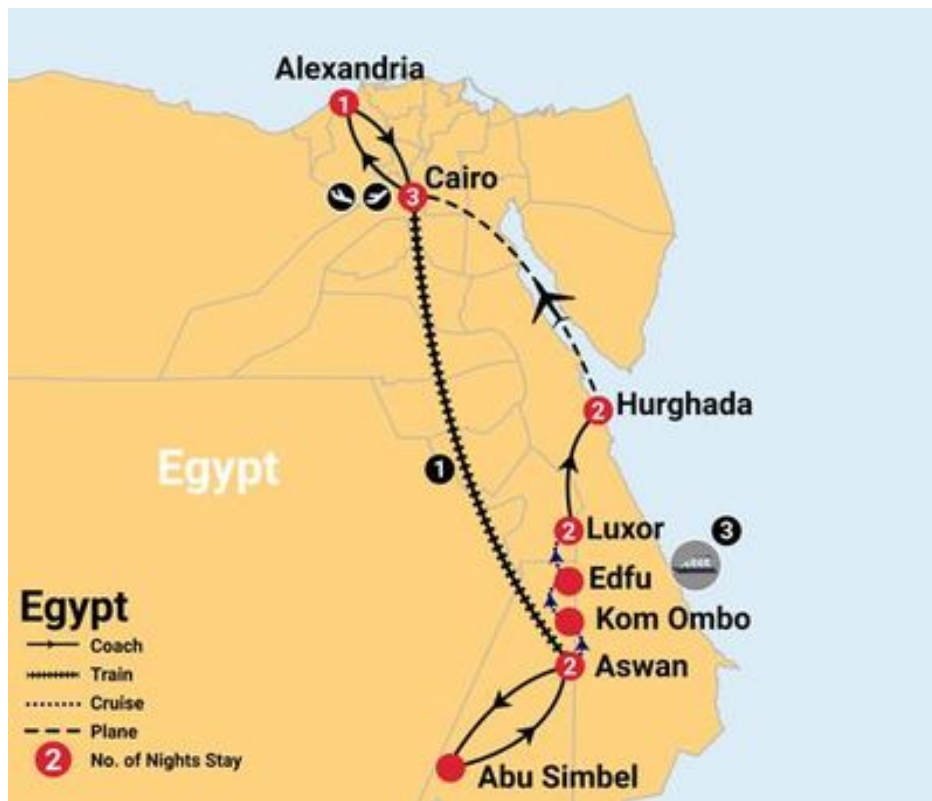 Alexandria
1
Cairo
3
1
Hurghada
2
Egypt
Luxor
2
3
Edfu
Kom Ombo
Aswan
2
Abu Simbel
Egypt
Coach
Train
Cruise
Plane
2 No. of Nights Stay